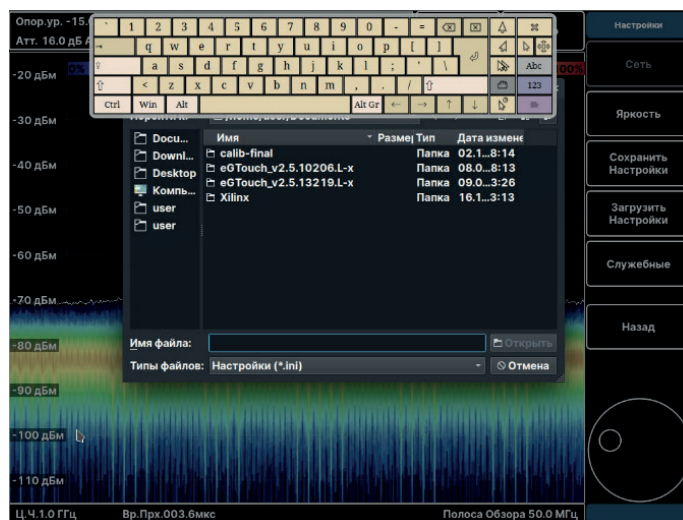 Опор.ур. -15.
Атт. 16.0 дБ
` 1 2 3 4 5 6 7 8 9 0 - =
q w e r t y u i o p [ ]
a s d f g h j k l ; ' \
Abc
< z x c v b n m , . /
123
Ctrl Win Alt Alt Gr ← → ↑ ↓
Настройки
Сеть
Яркость
Сохранить
Настройки
Загрузить
Настройки
Служебные
Назад
-20 дБм
-30 дБм
-40 дБм
-50 дБм
-60 дБм
-70 дБм
-80 дБм
-90 дБм
-100 дБм
-110 дБм
00%
/home/user/Documents
Docu...
Downl...
Desktop
Компь...
user
user
Имя Размер Тип Дата измене
calib-final Папка 02.1...8:14
eGTouch_v2.5.10206.L-x Папка 08.0...8:13
eGTouch_v2.5.13219.L-x Папка 09.0...3:26
Xilinx Папка 16.1...3:13
Имя файла:
Открыть
Типы файлов: Настройки (*.ini)
Отмена
Ц.Ч.1.0 ГГц Вр.Прх.003.6мкс Полоса Обзора 50.0 МГц